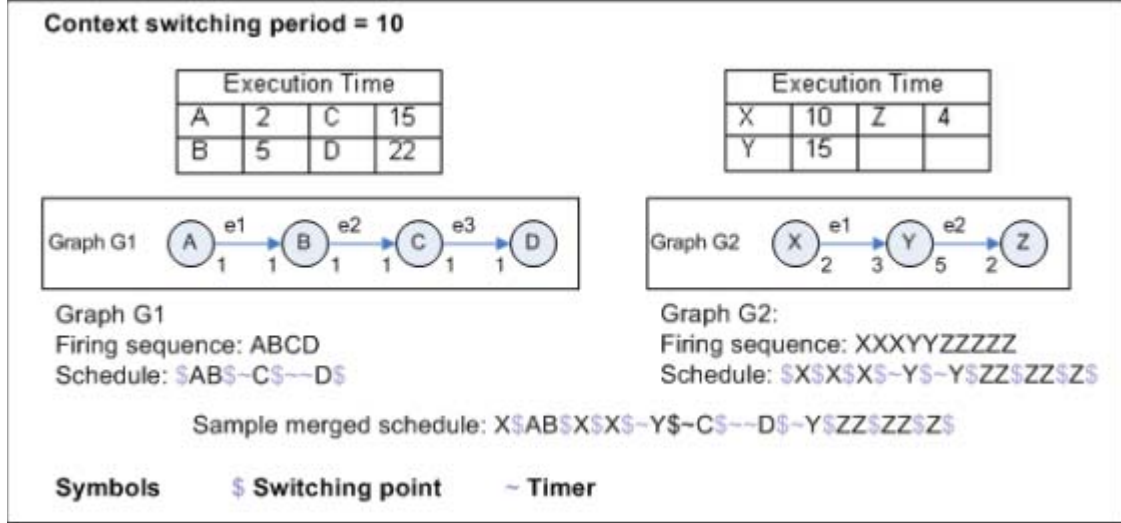 Context switching period = 10
Execution Time
A 2 C 15
B 5 D 22
Execution Time
X 10 Z 4
Y 15
Graph G1 A e1 B e2 C e3 D
1 1 1 1 1 1
Graph G2 X e1 Y e2 Z
2 3 5 2
Graph G1
Firing sequence: ABCD
Schedule: $AB$~C$~~D$
Graph G2:
Firing sequence: XXXYYZZZZZ
Schedule: $X$X$X$~Y$~Y$ZZ$ZZ$Z$
Sample merged schedule: X$AB$X$X$~Y$~C$~~D$~Y$ZZ$ZZ$Z$
Symbols $ Switching point ~ Timer